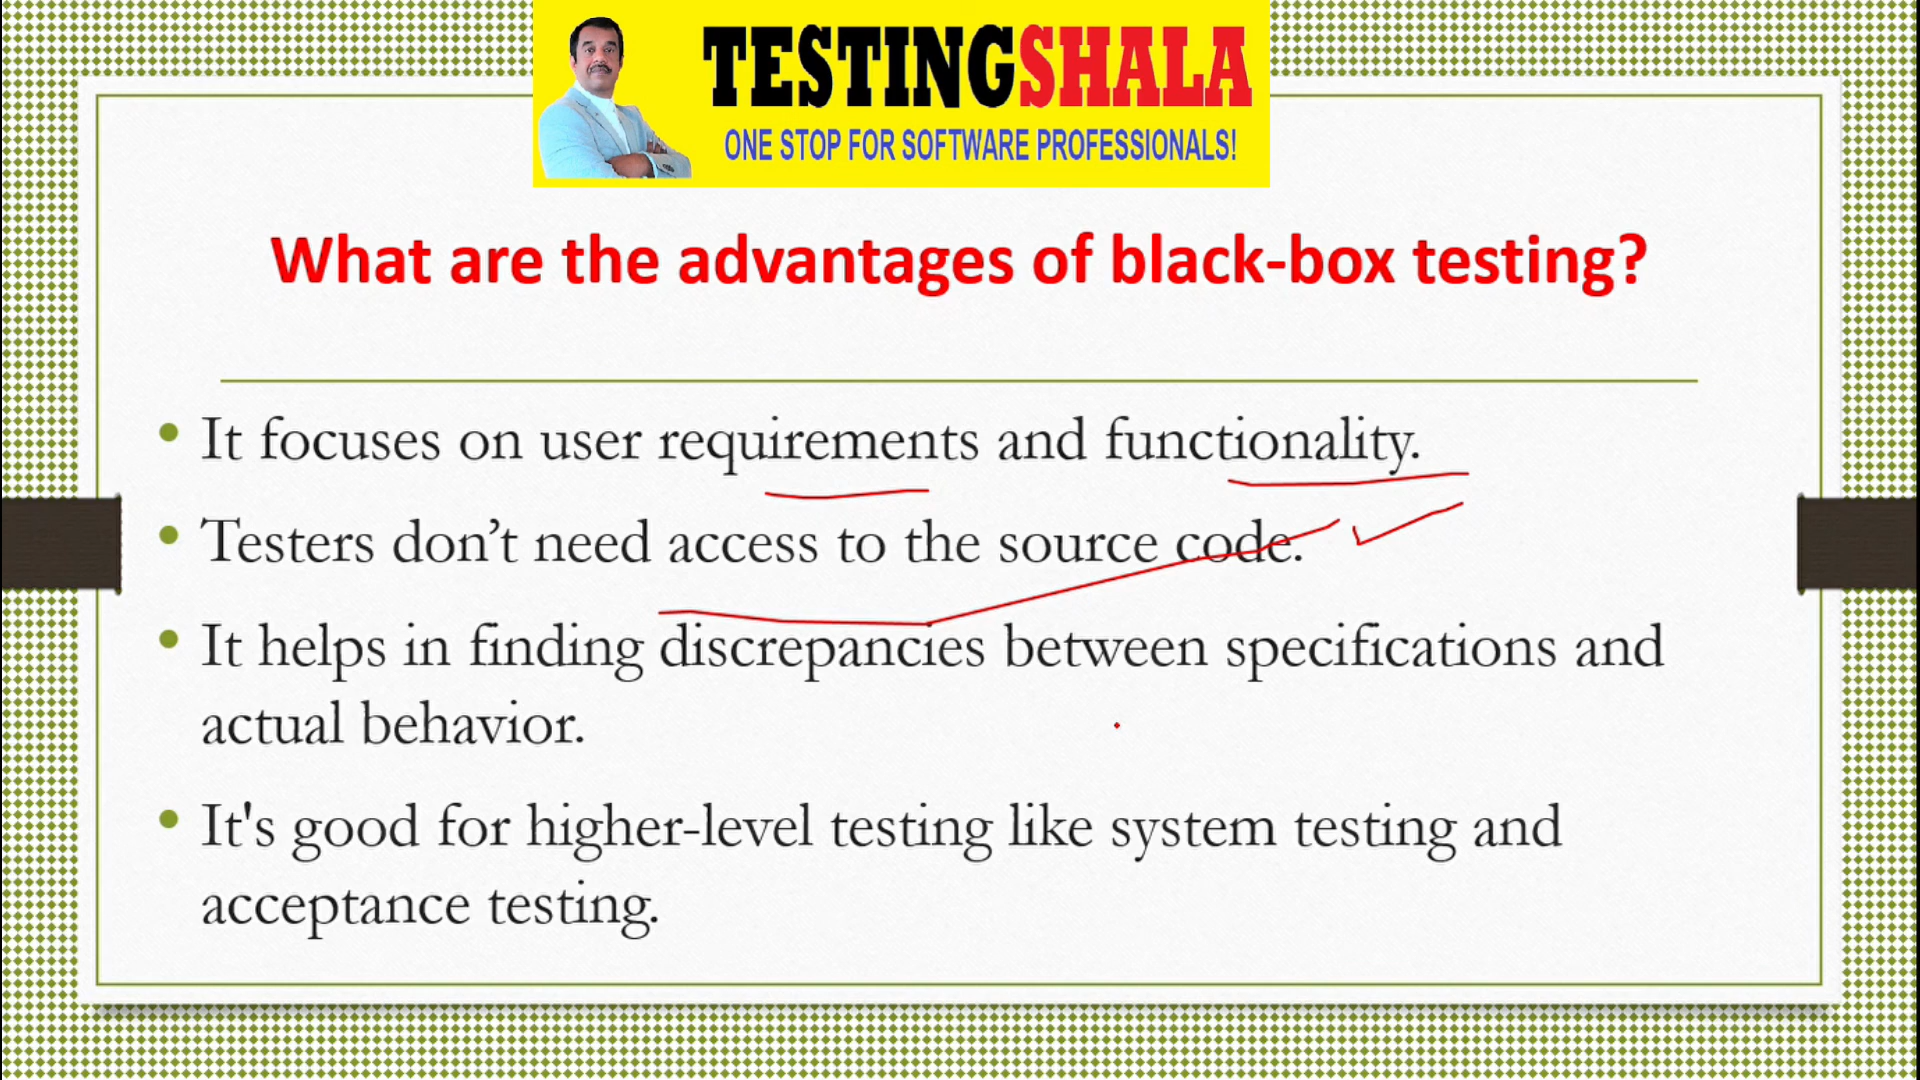 TESTINGSHALA
ONE STOP FOR SOFTWARE PROFESSIONALS!
What are the advantages of black-box testing?
• It focuses on user requirements and functionality.
• Testers don’t need access to the source code.
• It helps in finding discrepancies between specifications and
actual behavior.
• It's good for higher-level testing like system testing and
acceptance testing.